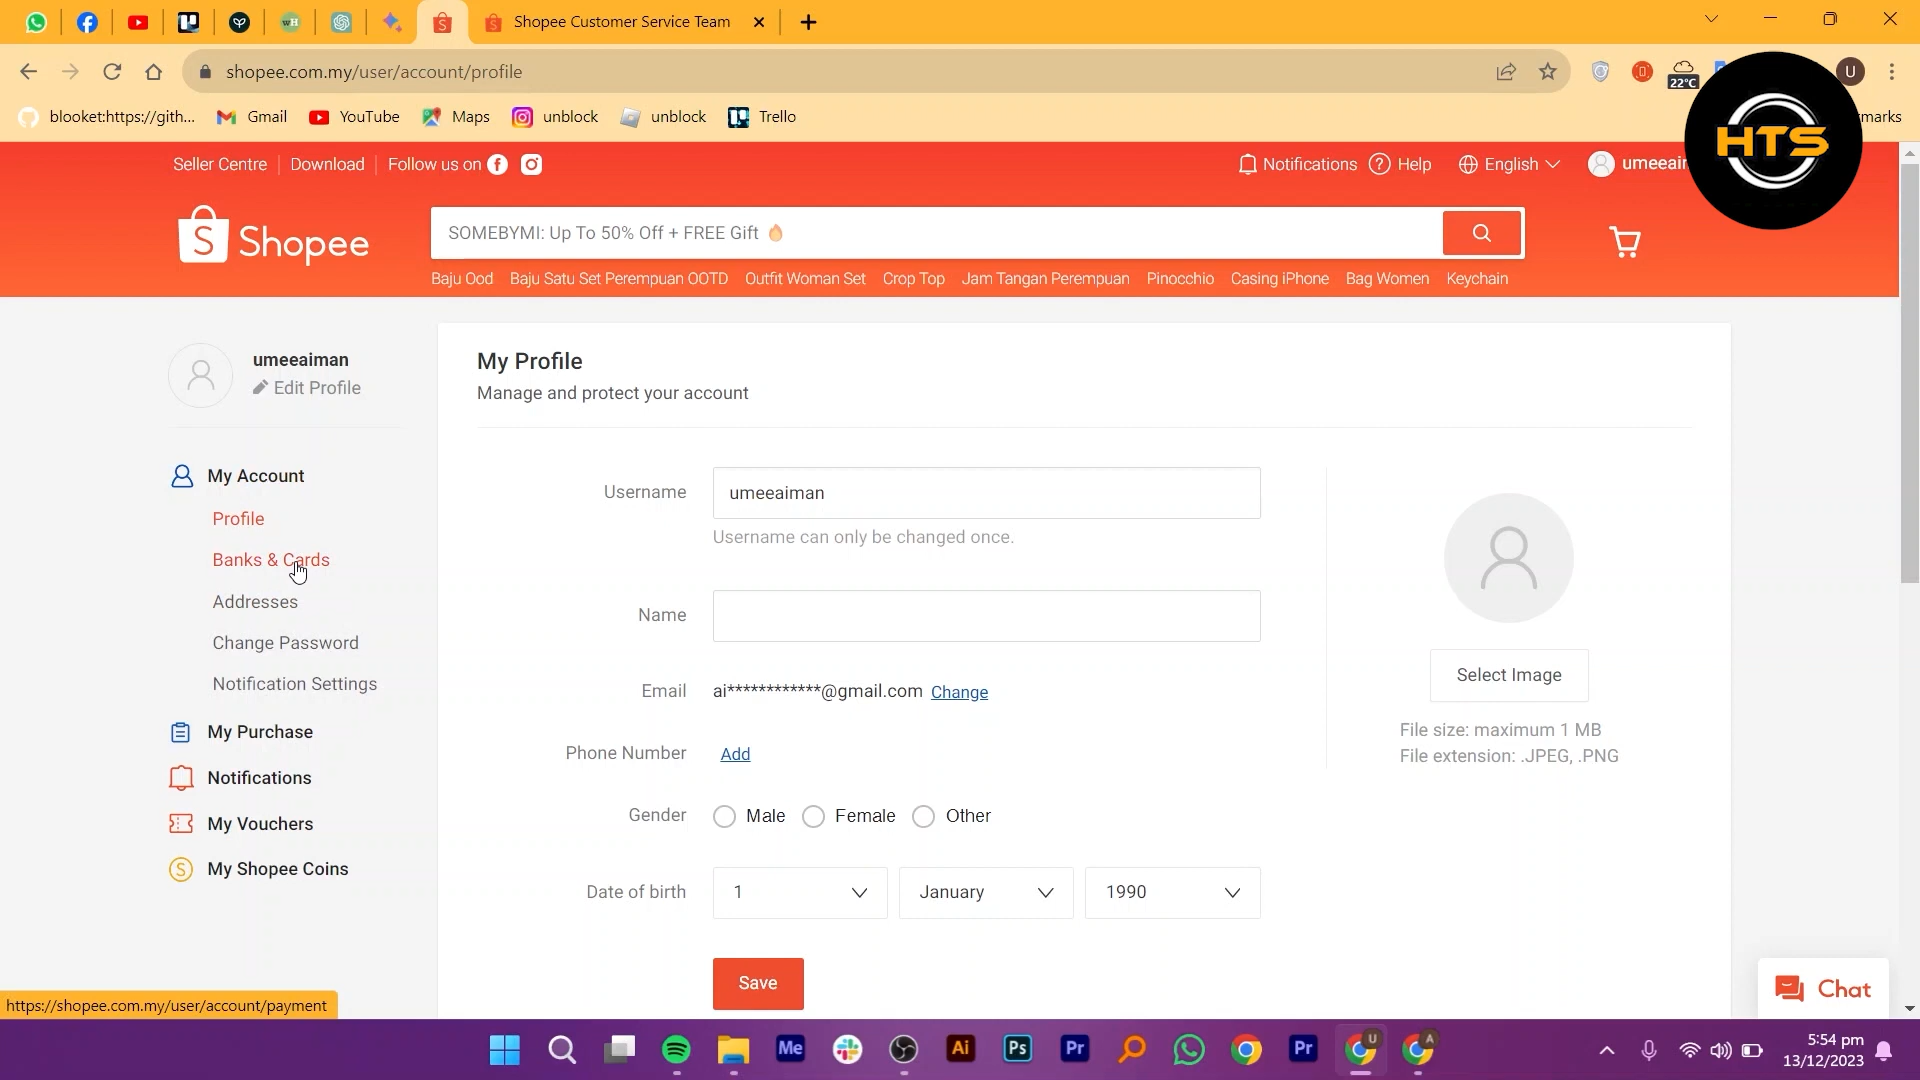 Shopee Customer Service Team
shopee.com.my/user/account/profile
22°C
U
blooket:https://gith...
Gmail
YouTube
Maps
unblock
unblock
Trello
marks
HTS
Seller Centre
Download
Follow us on
Notifications
Help
English
umeeai
Shopee
SOMEBYMI: Up To 50% Off + FREE Gift
Baju Ood
Baju Satu Set Perempuan OOTD
Outfit Woman Set
Crop Top
Jam Tangan Perempuan
Pinocchio
Casing iPhone
Bag Women
Keychain
umeeaiman
Edit Profile
My Account
Profile
Banks & Cards
Addresses
Change Password
Notification Settings
My Purchase
Notifications
My Vouchers
My Shopee Coins
My Profile
Manage and protect your account
Username
umeeaiman
Username can only be changed once.
Name
Email
ai************@gmail.com
Change
Phone Number
Add
Gender
Male
Female
Other
Date of birth
1
January
1990
Save
Select Image
File size: maximum 1 MB
File extension: .JPEG, .PNG
Chat
https://shopee.com.my/user/account/payment
Me
Ai
Ps
Pr
Pr
U
A
5:54 pm
13/12/2023